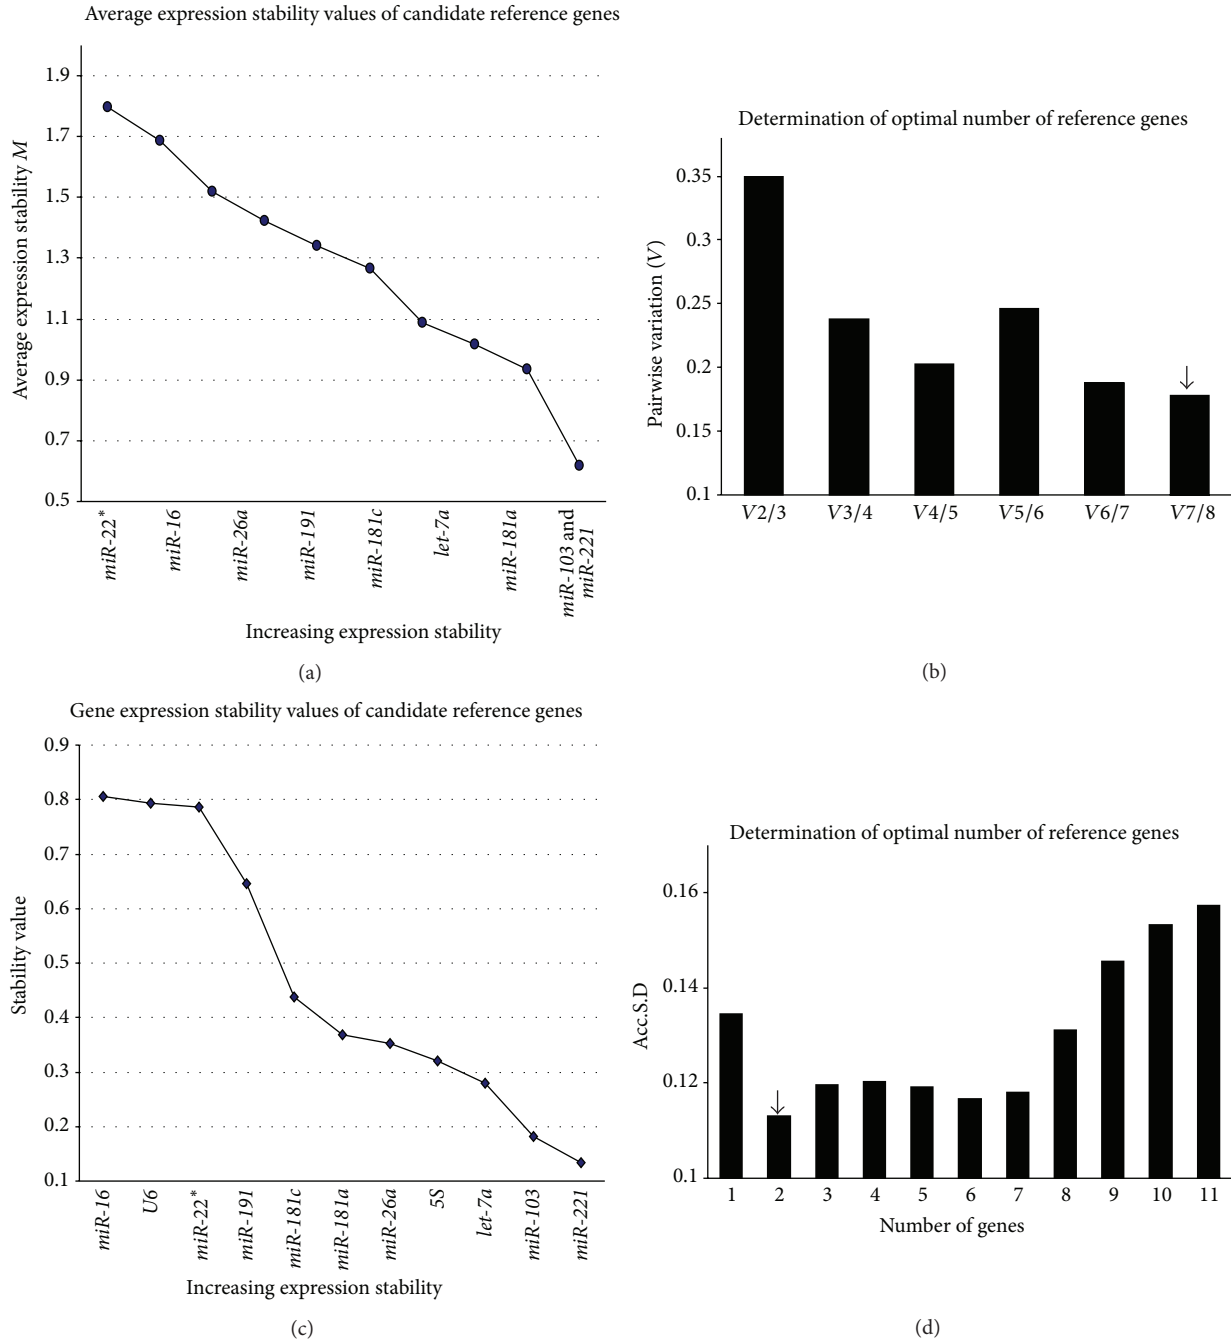 Average expression stability values of candidate reference genes
Average expression stability M
1.9
1.7
1.5
1.3
1.1
0.9
0.7
0.5
miR-22*
miR-16
miR-26a
miR-191
miR-181c
let-7a
miR-181a
miR-103 and
miR-221
Increasing expression stability
(a)
Determination of optimal number of reference genes
Pairwise variation (V)
0.35
0.3
0.25
0.2
0.15
0.1
V2/3
V3/4
V4/5
V5/6
V6/7
V7/8
(b)
Gene expression stability values of candidate reference genes
Stability value
0.9
0.8
0.7
0.6
0.5
0.4
0.3
0.2
0.1
miR-16
U6
miR-22*
miR-191
miR-181c
miR-181a
miR-26a
5S
let-7a
miR-103
miR-221
Increasing expression stability
(c)
Determination of optimal number of reference genes
Acc.S.D
0.16
0.14
0.12
0.1
1 2 3 4 5 6 7 8 9 10 11
Number of genes
(d)